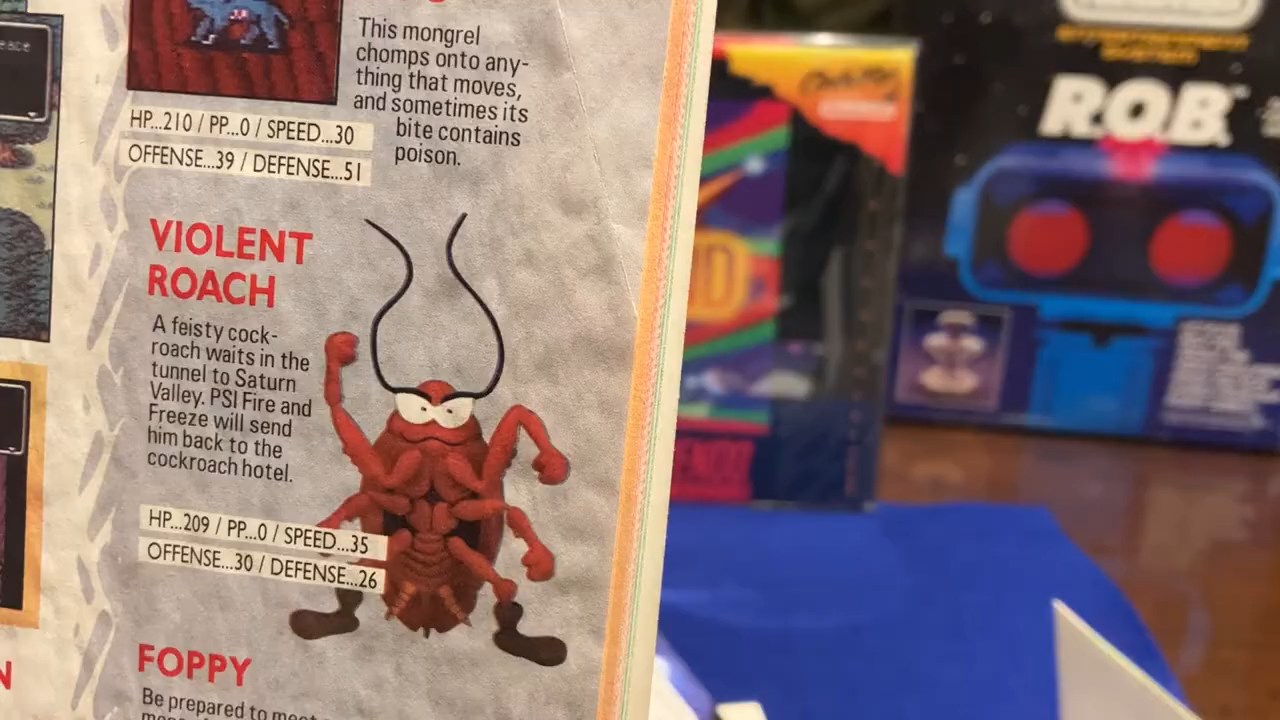 eace
This mongrel
chomps onto any-
thing that moves,
and sometimes its
bite contains
poison.
HP...210 / PP...0 / SPEED...30
OFFENSE...39 / DEFENSE...51
VIOLENT
ROACH
A feisty cock-
roach waits in the
tunnel to Saturn
Valley. PSI Fire and
Freeze will send
him back to the
cockroach hotel.
HP...209 / PP...0 / SPEED...35
OFFENSE...30 / DEFENSE...26
FOPPY
Be prepared to meet
N
R.O.B.